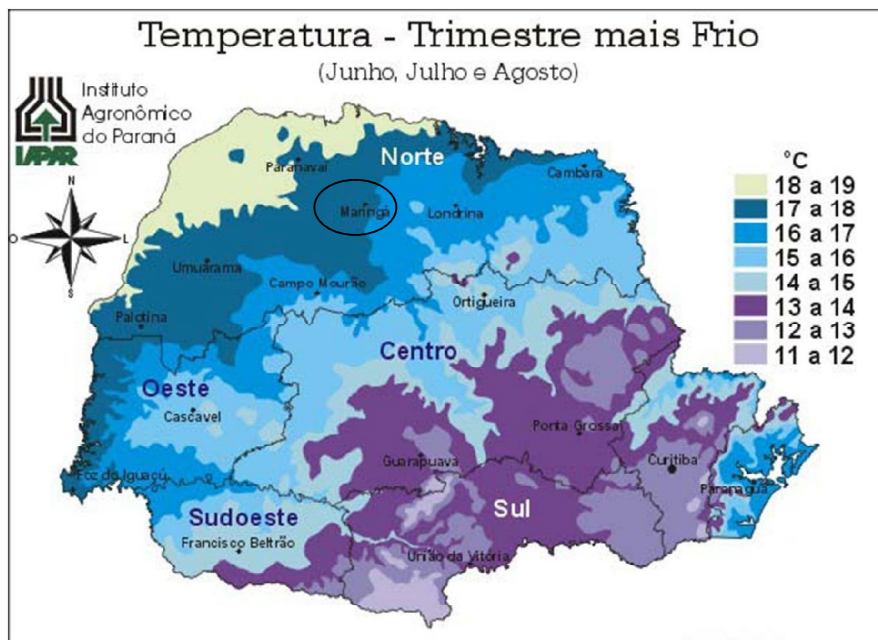 Temperatura - Trimestre mais Frio
(Junho, Julho e Agosto)
Instituto
Agronômico
do Paraná
IAPAR
N
O
L
S
Norte
Paranavaí
Cambará
Maringá
Londrina
Umuarama
Campo Mourão
Ortigueira
Palotina
Centro
Oeste
Cascavel
Ponta Grossa
Guarapuava
Curitiba
Foz do Iguaçú
Paranaguá
Sudoeste
Sul
Francisco Beltrão
União da Vitória
°C
18 a 19
17 a 18
16 a 17
15 a 16
14 a 15
13 a 14
12 a 13
11 a 12